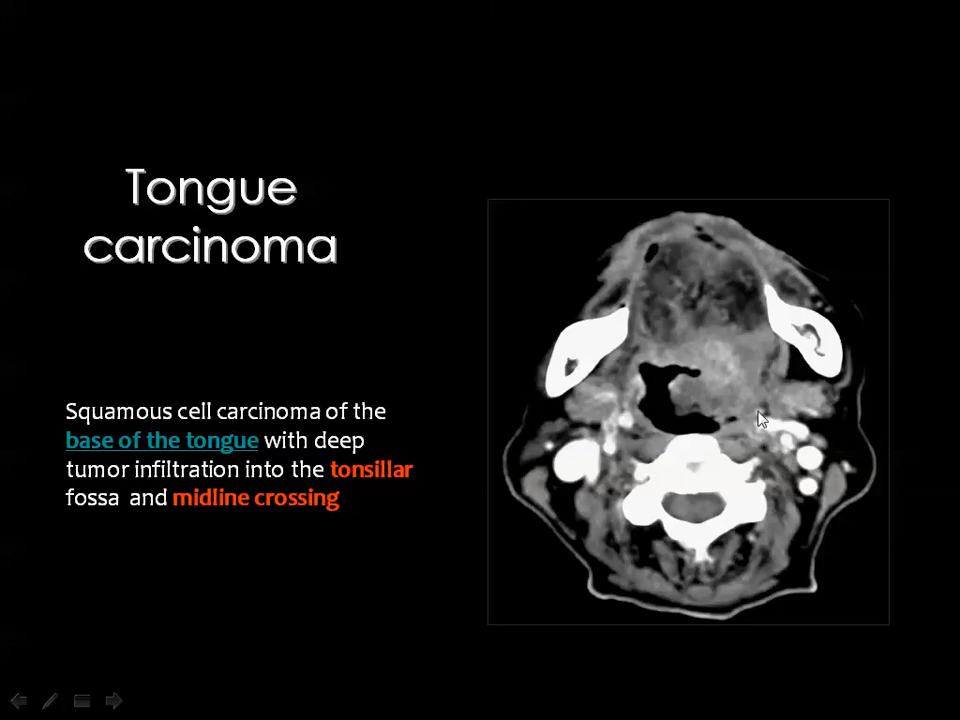 Tongue
carcinoma
Squamous cell carcinoma of the
base of the tongue with deep
tumor infiltration into the tonsillar
fossa and midline crossing